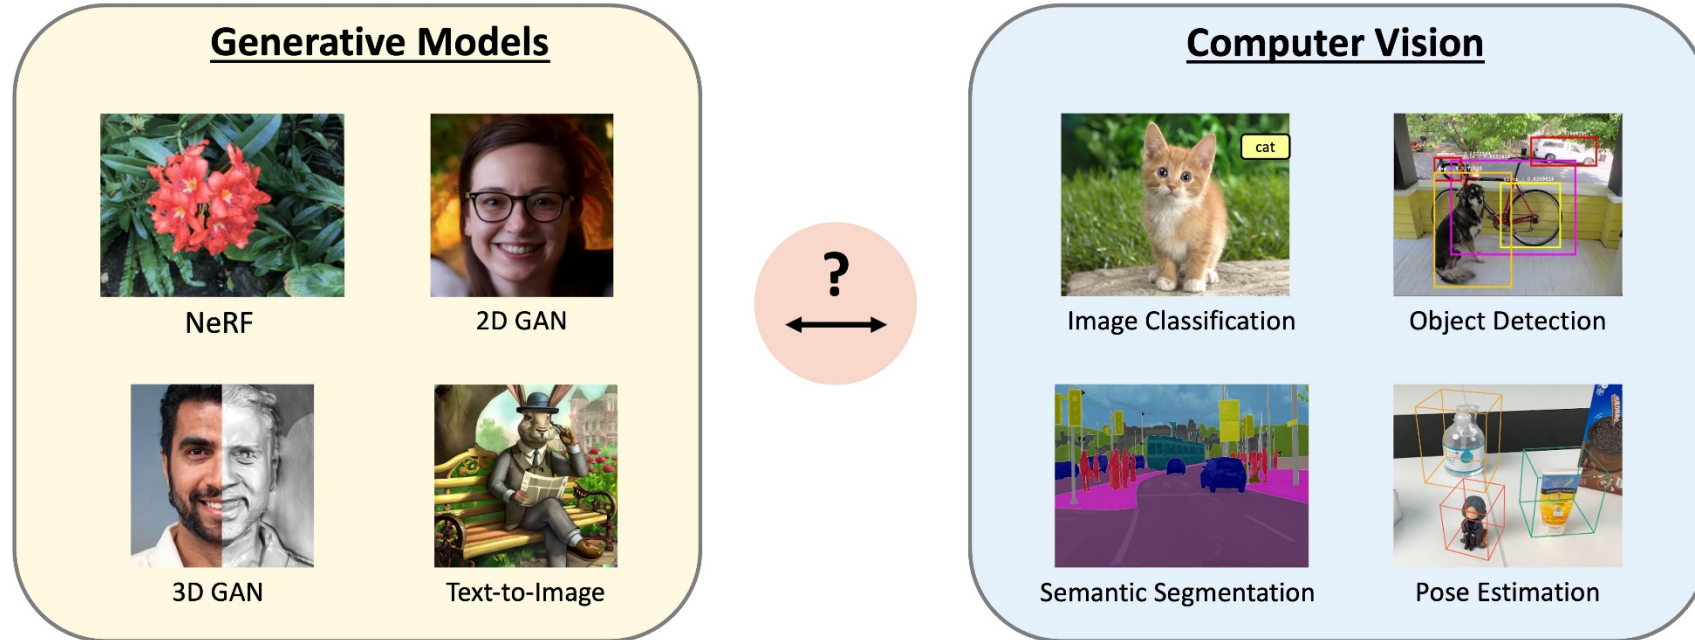 Generative Models
NeRF
2D GAN
3D GAN
Text-to-Image
?
Computer Vision
cat
Image Classification
Object Detection
Semantic Segmentation
Pose Estimation